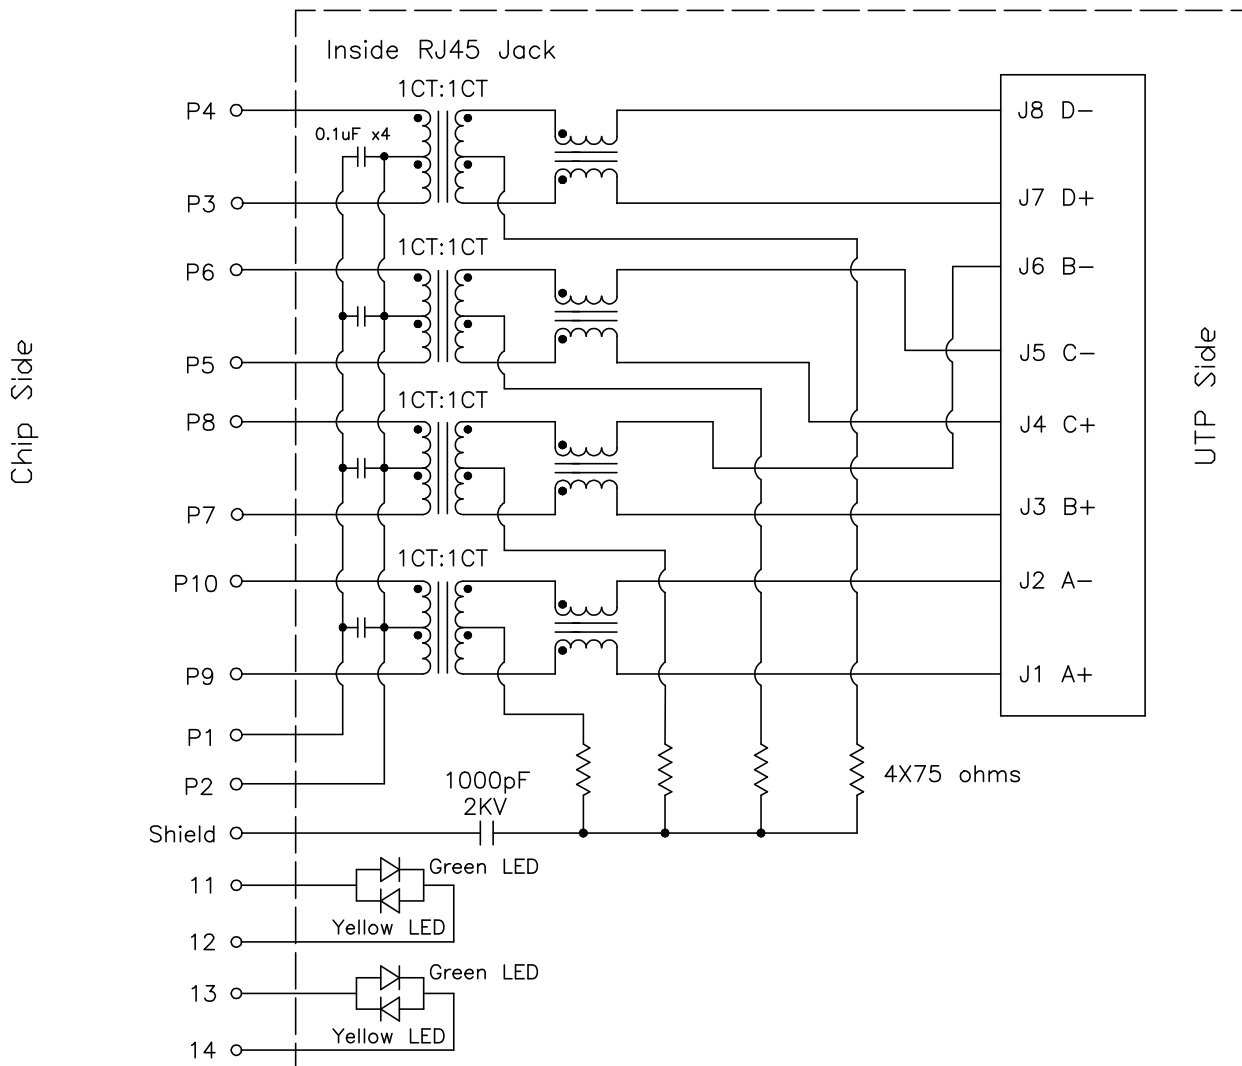 Inside RJ45 Jack
1CT:1CT
P4
J8 D-
0.1uF x4
P3
J7 D+
1CT:1CT
P6
J6 B-
P5
J5 C-
1CT:1CT
P8
J4 C+
P7
J3 B+
1CT:1CT
P10
J2 A-
P9
J1 A+
Chip Side
UTP Side
P1
P2
1000pF
2KV
4X75 ohms
Shield
11
Green LED
Yellow LED
12
13
Green LED
Yellow LED
14